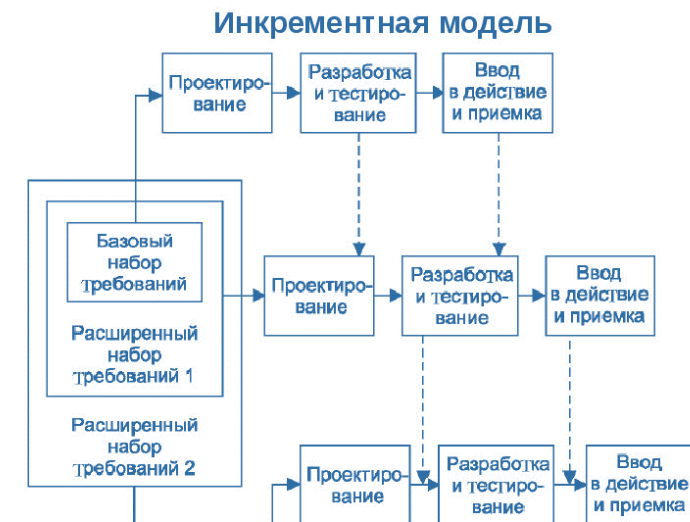 Инкрементная модель
Проектиро-
вание
Разработка
и тестиро-
вание
Ввод
в действие
и приемка
Базовый
набор
требований
Расширенный
набор
требований 1
Расширенный
набор
требований 2
Проектиро-
вание
Разработка
и тестиро-
вание
Ввод
в действие
и приемка
Проектиро-
вание
Разработка
и тестиро-
вание
Ввод
в действие
и приемка